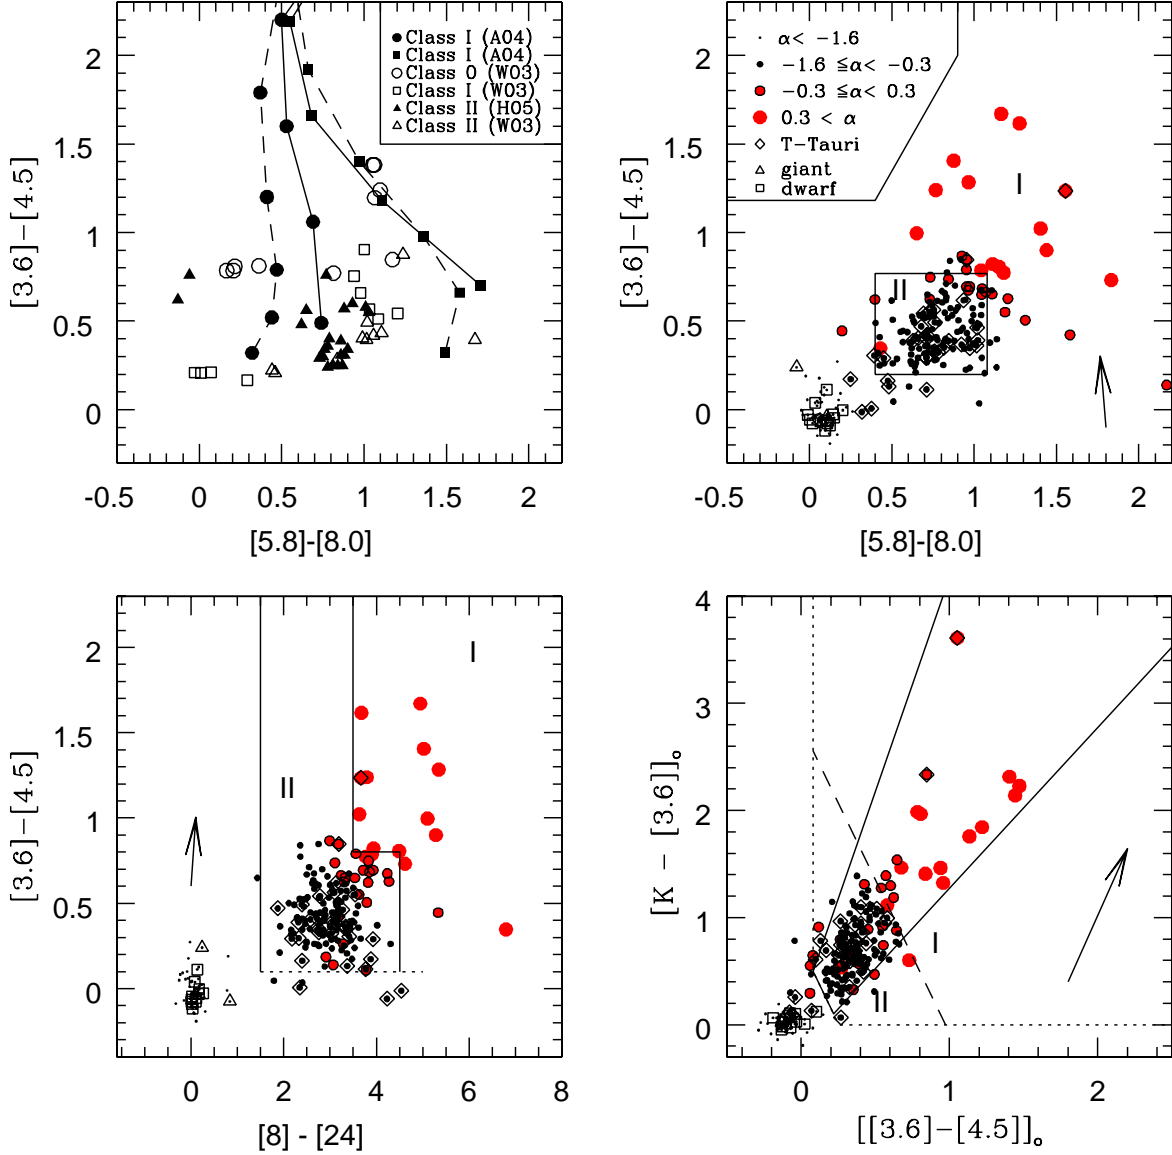 Class I (A04)
Class I (A04)
Class 0 (W03)
Class I (W03)
Class II (H05)
Class II (W03)
2
1.5
1
0.5
0
-0.5 0 0.5 1 1.5 2
[3.6]−[4.5]
[5.8]-[8.0]
α< −1.6
−1.6 ≦α< −0.3
−0.3 ≦α< 0.3
0.3 < α
T−Tauri
giant
dwarf
I
II
2
1.5
1
0.5
0
-0.5 0 0.5 1 1.5 2
[3.6]−[4.5]
[5.8]-[8.0]
I
II
2
1.5
1
0.5
0
0 2 4 6 8
[3.6]−[4.5]
[8] - [24]
4
3
2
1
0
I
II
0 1 2
[K − [3.6]]₀
[[3.6]−[4.5]]₀